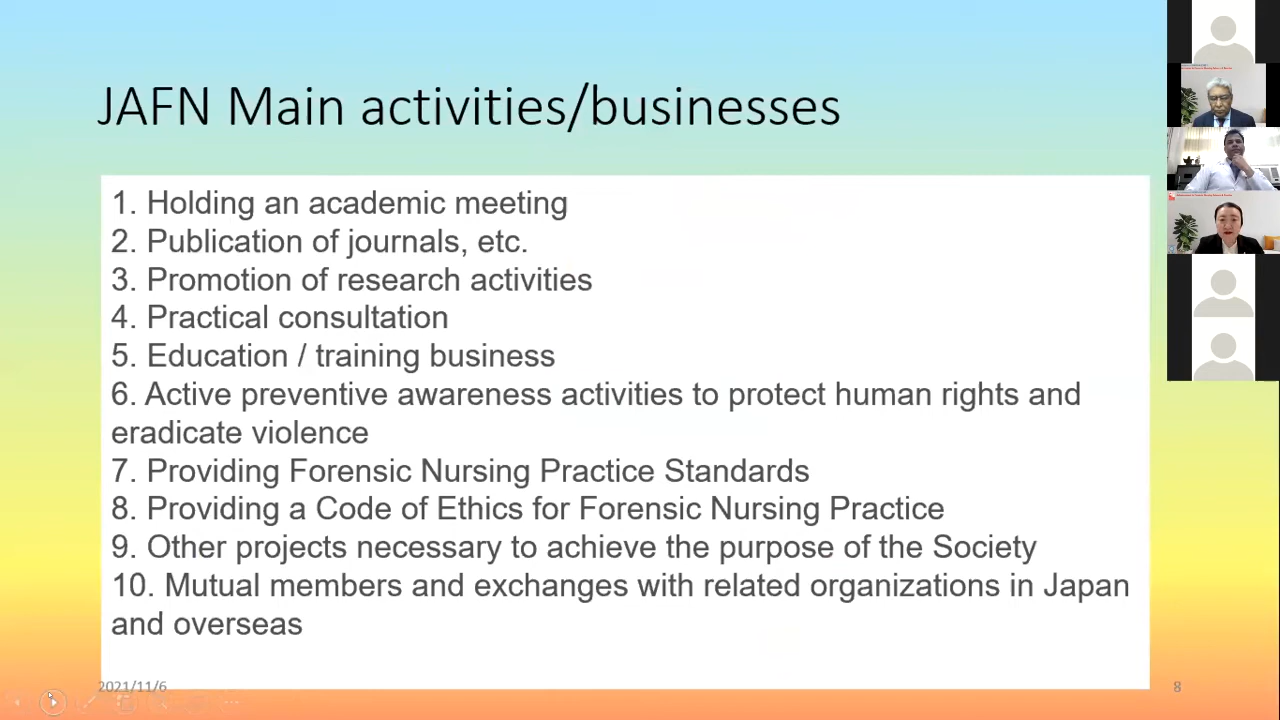 JAFN Main activities/businesses
1. Holding an academic meeting
2. Publication of journals, etc.
3. Promotion of research activities
4. Practical consultation
5. Education / training business
6. Active preventive awareness activities to protect human rights and
eradicate violence
7. Providing Forensic Nursing Practice Standards
8. Providing a Code of Ethics for Forensic Nursing Practice
9. Other projects necessary to achieve the purpose of the Society
10. Mutual members and exchanges with related organizations in Japan
and overseas
2021/11/6
8